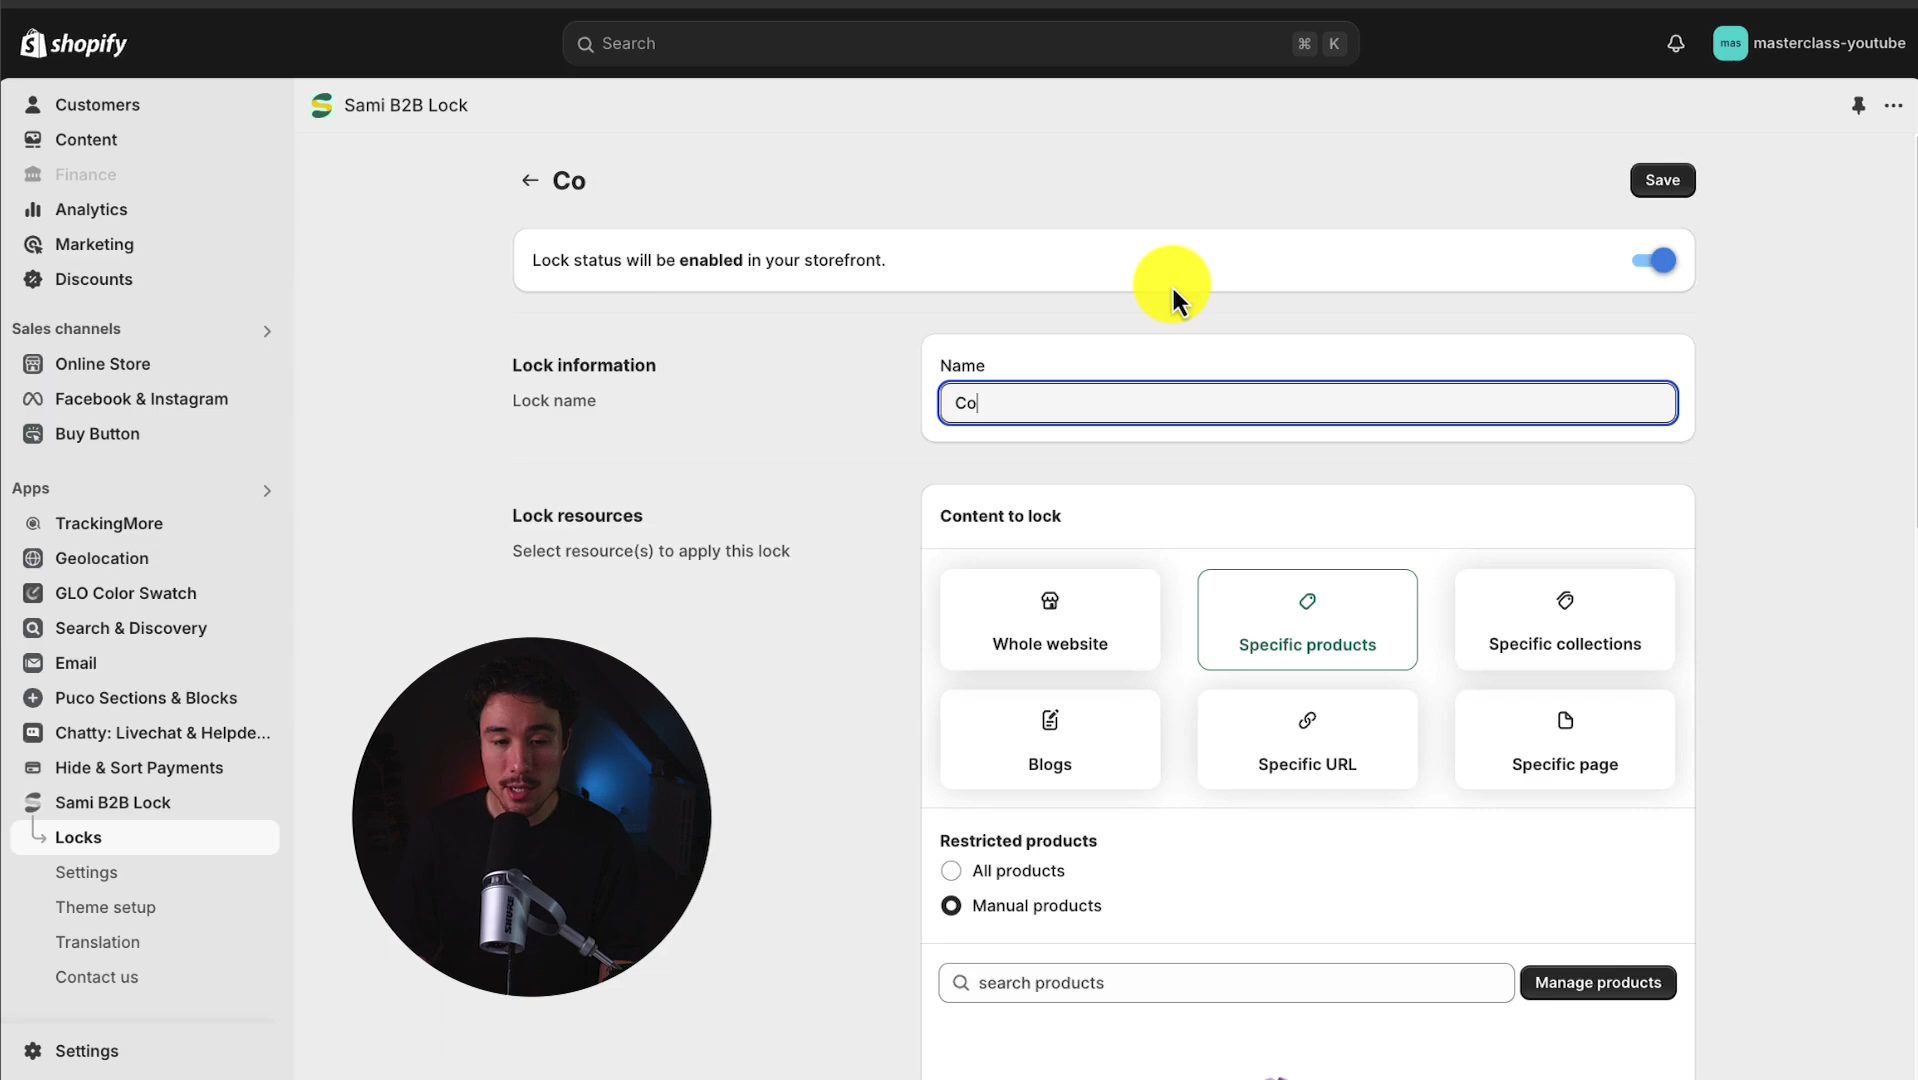 shopify
Search
⌘ K
mas
masterclass-youtube
Customers
Content
Finance
Analytics
Marketing
Discounts
Sales channels
Online Store
Facebook & Instagram
Buy Button
Apps
TrackingMore
Geolocation
GLO Color Swatch
Search & Discovery
Email
Puco Sections & Blocks
Chatty: Livechat & Helpde...
Hide & Sort Payments
Sami B2B Lock
Locks
Settings
Theme setup
Translation
Contact us
Settings
Sami B2B Lock
Co
Save
Lock status will be enabled in your storefront.
Lock information
Lock name
Name
Co
Lock resources
Select resource(s) to apply this lock
Content to lock
Whole website
Specific products
Specific collections
Blogs
Specific URL
Specific page
Restricted products
All products
Manual products
search products
Manage products
SHURE